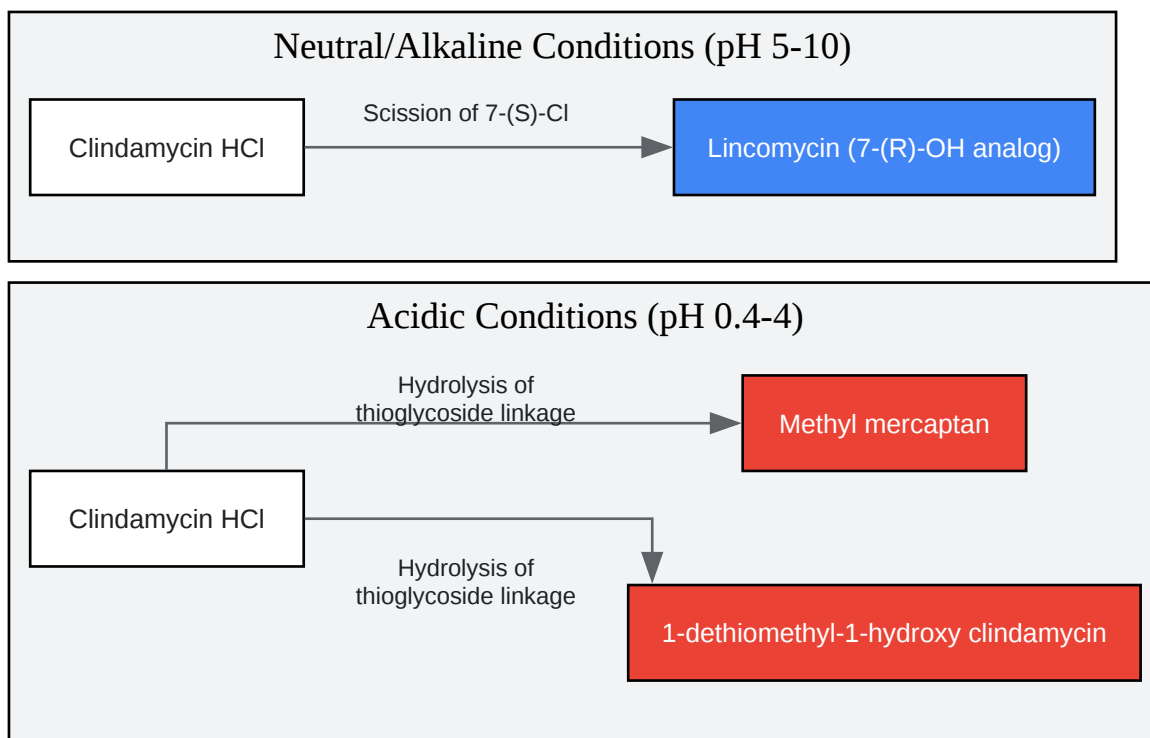 Neutral/Alkaline Conditions (pH 5-10)
Scission of 7-(S)-Cl
Clindamycin HCl
Lincomycin (7-(R)-OH analog)
Acidic Conditions (pH 0.4-4)
Hydrolysis of
thioglycoside linkage
Methyl mercaptan
Clindamycin HCl
Hydrolysis of
thioglycoside linkage
1-dethiomethyl-1-hydroxy clindamycin